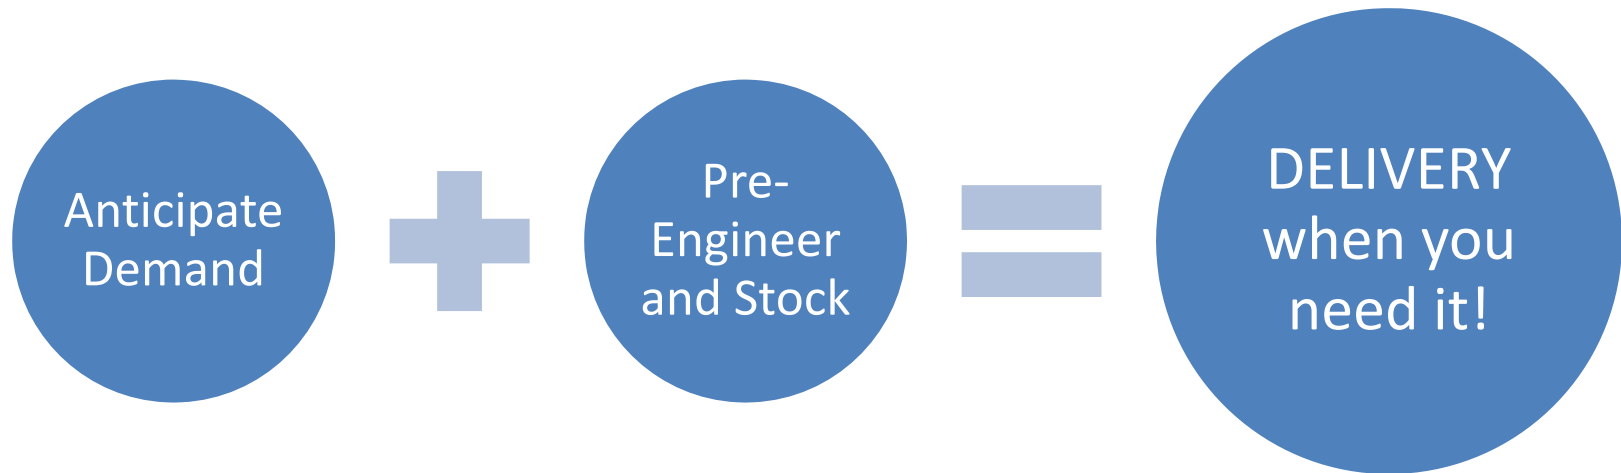 Anticipate
Demand
Pre-
Engineer
and Stock
DELIVERY
when you
need it!